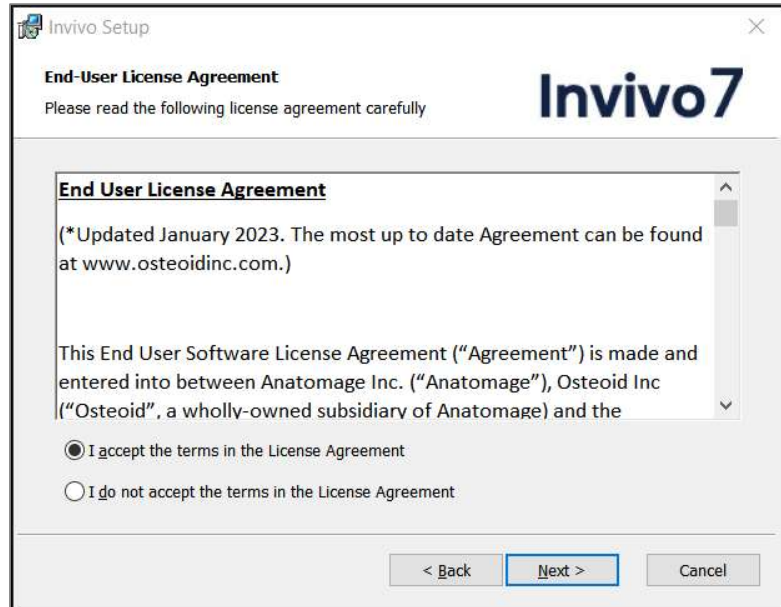 Invivo Setup
End-User License Agreement
Please read the following license agreement carefully
Invivo7
End User License Agreement
(*Updated January 2023. The most up to date Agreement can be found
at www.osteoidinc.com.)
This End User Software License Agreement (“Agreement”) is made and
entered into between Anatomage Inc. (“Anatomage”), Osteoid Inc
(“Osteoid”, a wholly-owned subsidiary of Anatomage) and the
I accept the terms in the License Agreement
I do not accept the terms in the License Agreement
< Back Next > Cancel